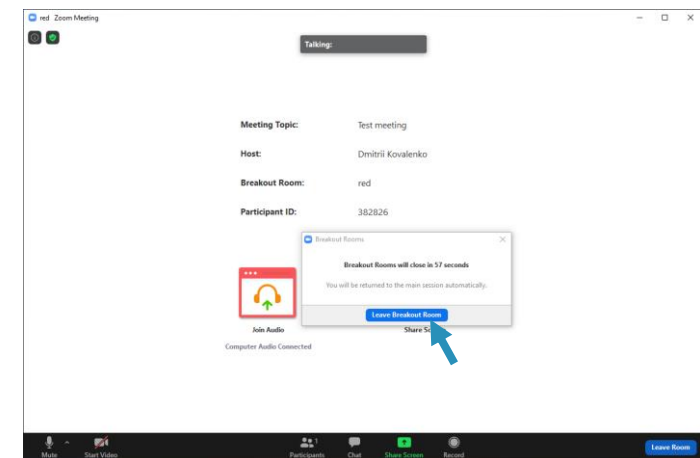 red Zoom Meeting
Talking:
Meeting Topic: Test meeting
Host: Dmitrii Kovalenko
Breakout Room: red
Participant ID: 382826
Breakout Rooms
Breakout Rooms will close in 57 seconds
You will be returned to the main session automatically.
Leave Breakout Room
Join Audio
Share
Computer Audio Connected
1
Mute Start Video Participants Chat Share Screen Record Leave Room